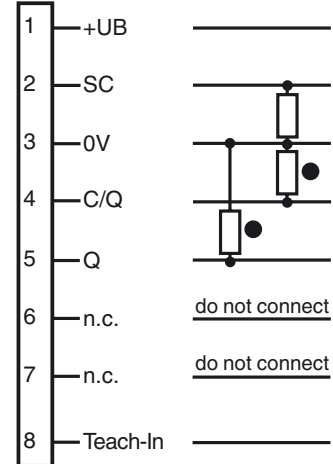 1 +UB
2 SC
3 0V
4 C/Q
5 Q
6 n.c. do not connect
7 n.c. do not connect
8 Teach-In